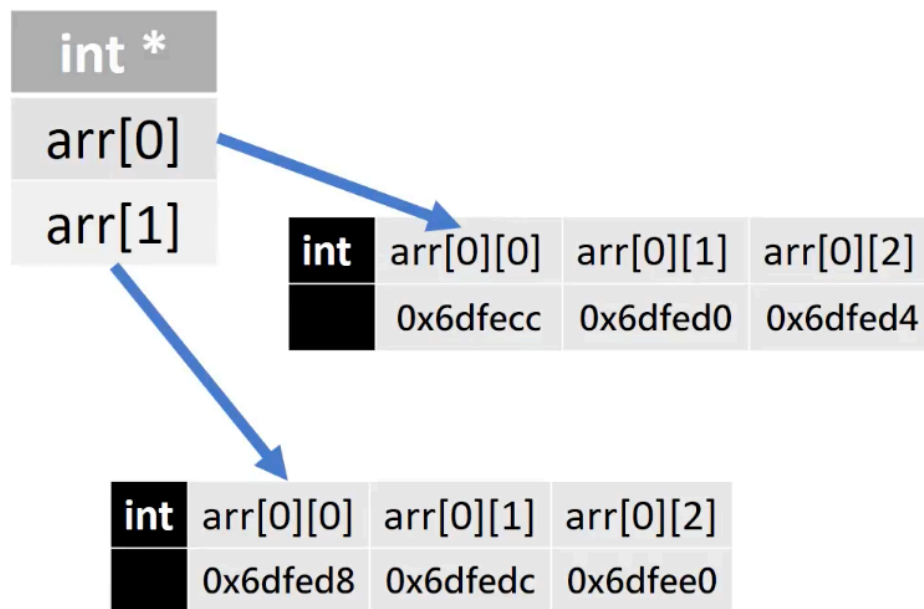 int *
arr[0]
arr[1]
int arr[0][0] arr[0][1] arr[0][2]
0x6dfecc 0x6dfed0 0x6dfed4
int arr[0][0] arr[0][1] arr[0][2]
0x6dfed8 0x6dfedc 0x6dfee0